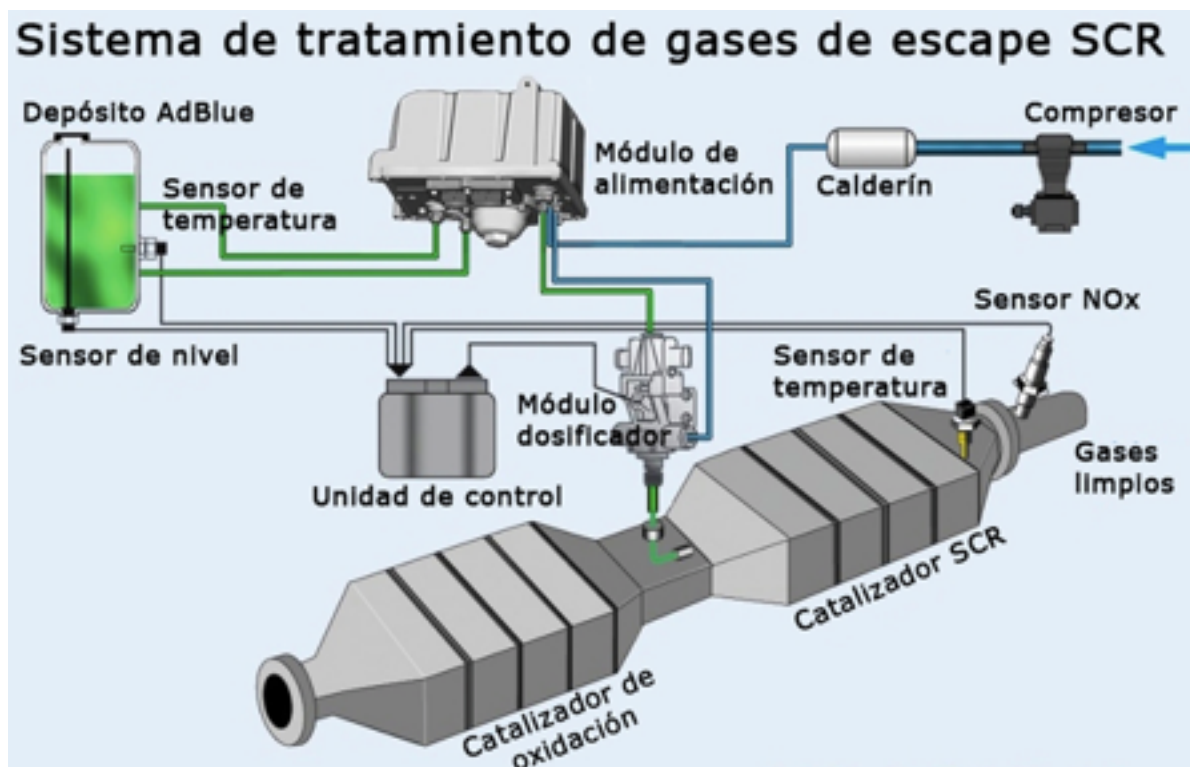 Sistema de tratamiento de gases de escape SCR
Depósito AdBlue
Sensor de
temperatura
Módulo de
alimentación
Calderín
Compresor
Sensor NOx
Sensor de nivel
Sensor de
temperatura
Módulo
dosificador
Unidad de control
Gases
limpios
Catalizador SCR
Catalizador de
oxidación